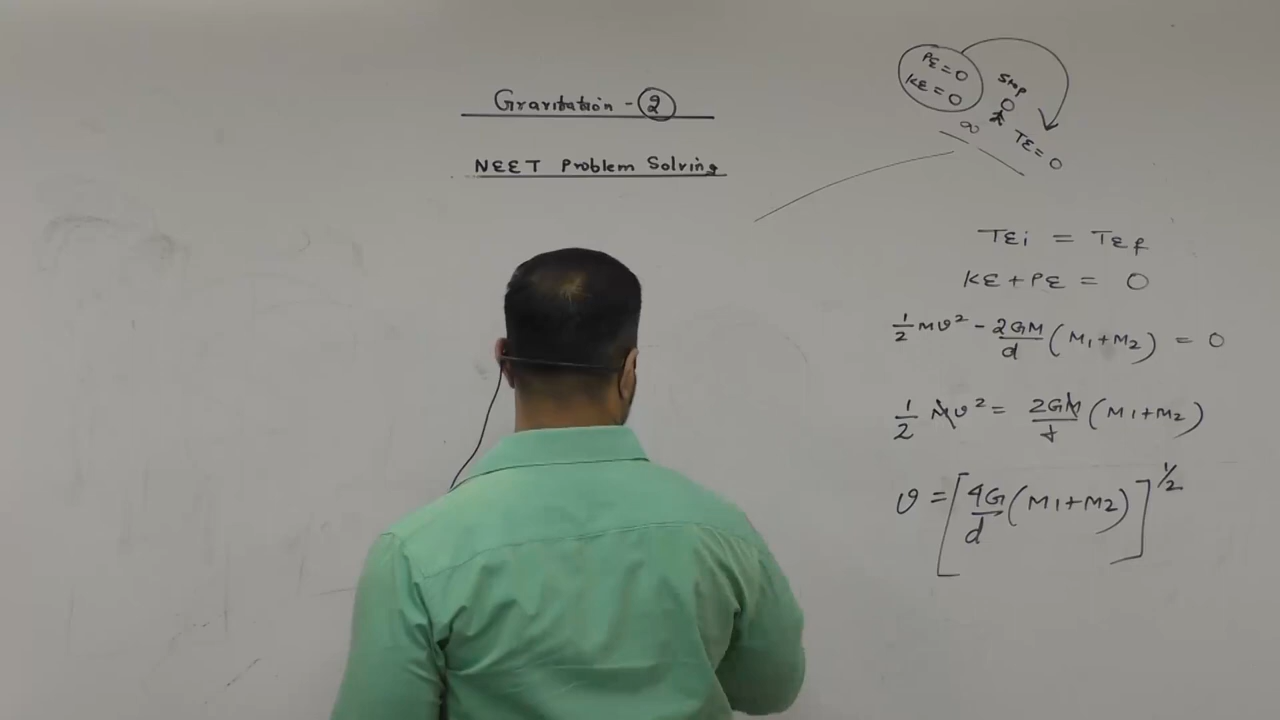 Gravitation - 2
NEET Problem Solving
PE = 0
KE = 0
Stop
∞
TE = 0
TEi = TEf
KE + PE = 0
1/2 mv² - 2GM/d (M1+M2) = 0
1/2 Mv² = 2GM/d (M1+M2)
v = [4G/d (M1+M2)]^1/2